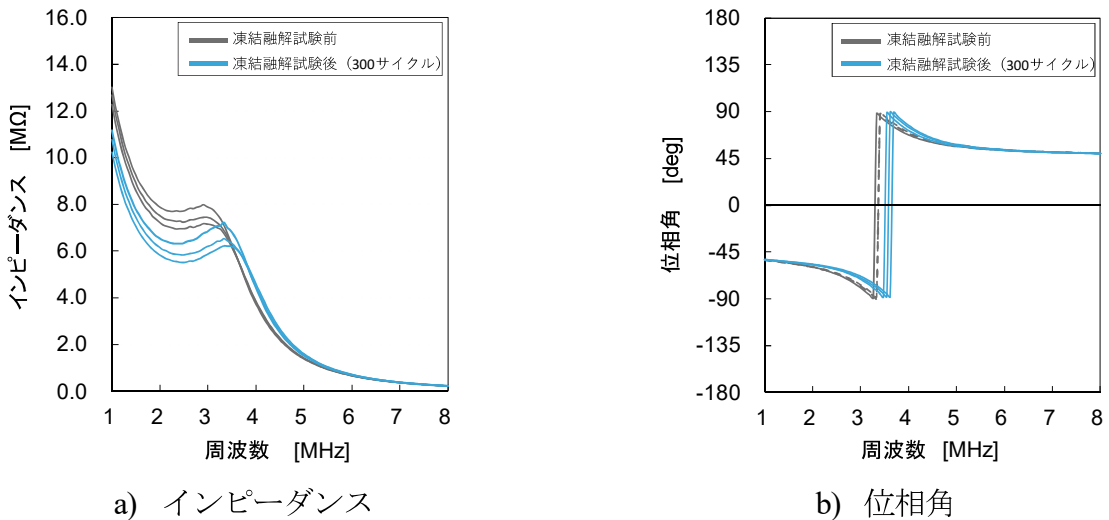 16.0
14.0
12.0
10.0
8.0
6.0
4.0
2.0
0.0
インピーダンス [MΩ]
凍結融解試験前
凍結融解試験後（300サイクル）
1 2 3 4 5 6 7 8
周波数 [MHz]
a) インピーダンス
180
135
90
45
0
-45
-90
-135
-180
位相角 [deg]
凍結融解試験前
凍結融解試験後（300サイクル）
1 2 3 4 5 6 7 8
周波数 [MHz]
b) 位相角